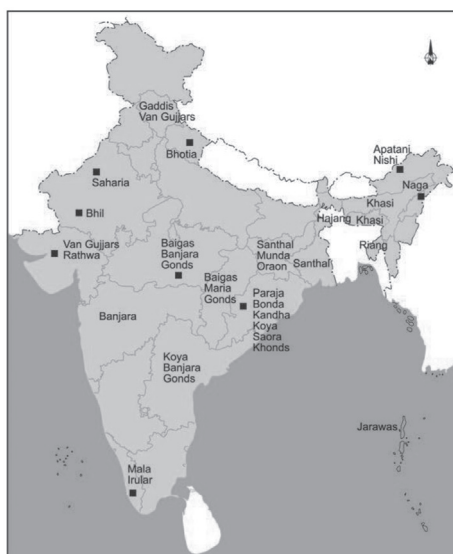 Gaddis
Van Gujjars
Bhotia
Apatani
Nishi
Saharia
Naga
Khasi
Bhil
Hajang
Khasi
Van Gujjars
Rathwa
Baigas
Banjara
Gonds
Santhal
Munda
Oraon
Santhal
Riang
Baigas
Maria
Gonds
Paraja
Bonda
Kandha
Koya
Saora
Khonds
Banjara
Koya
Banjara
Gonds
Jarawas
Mala
Irular